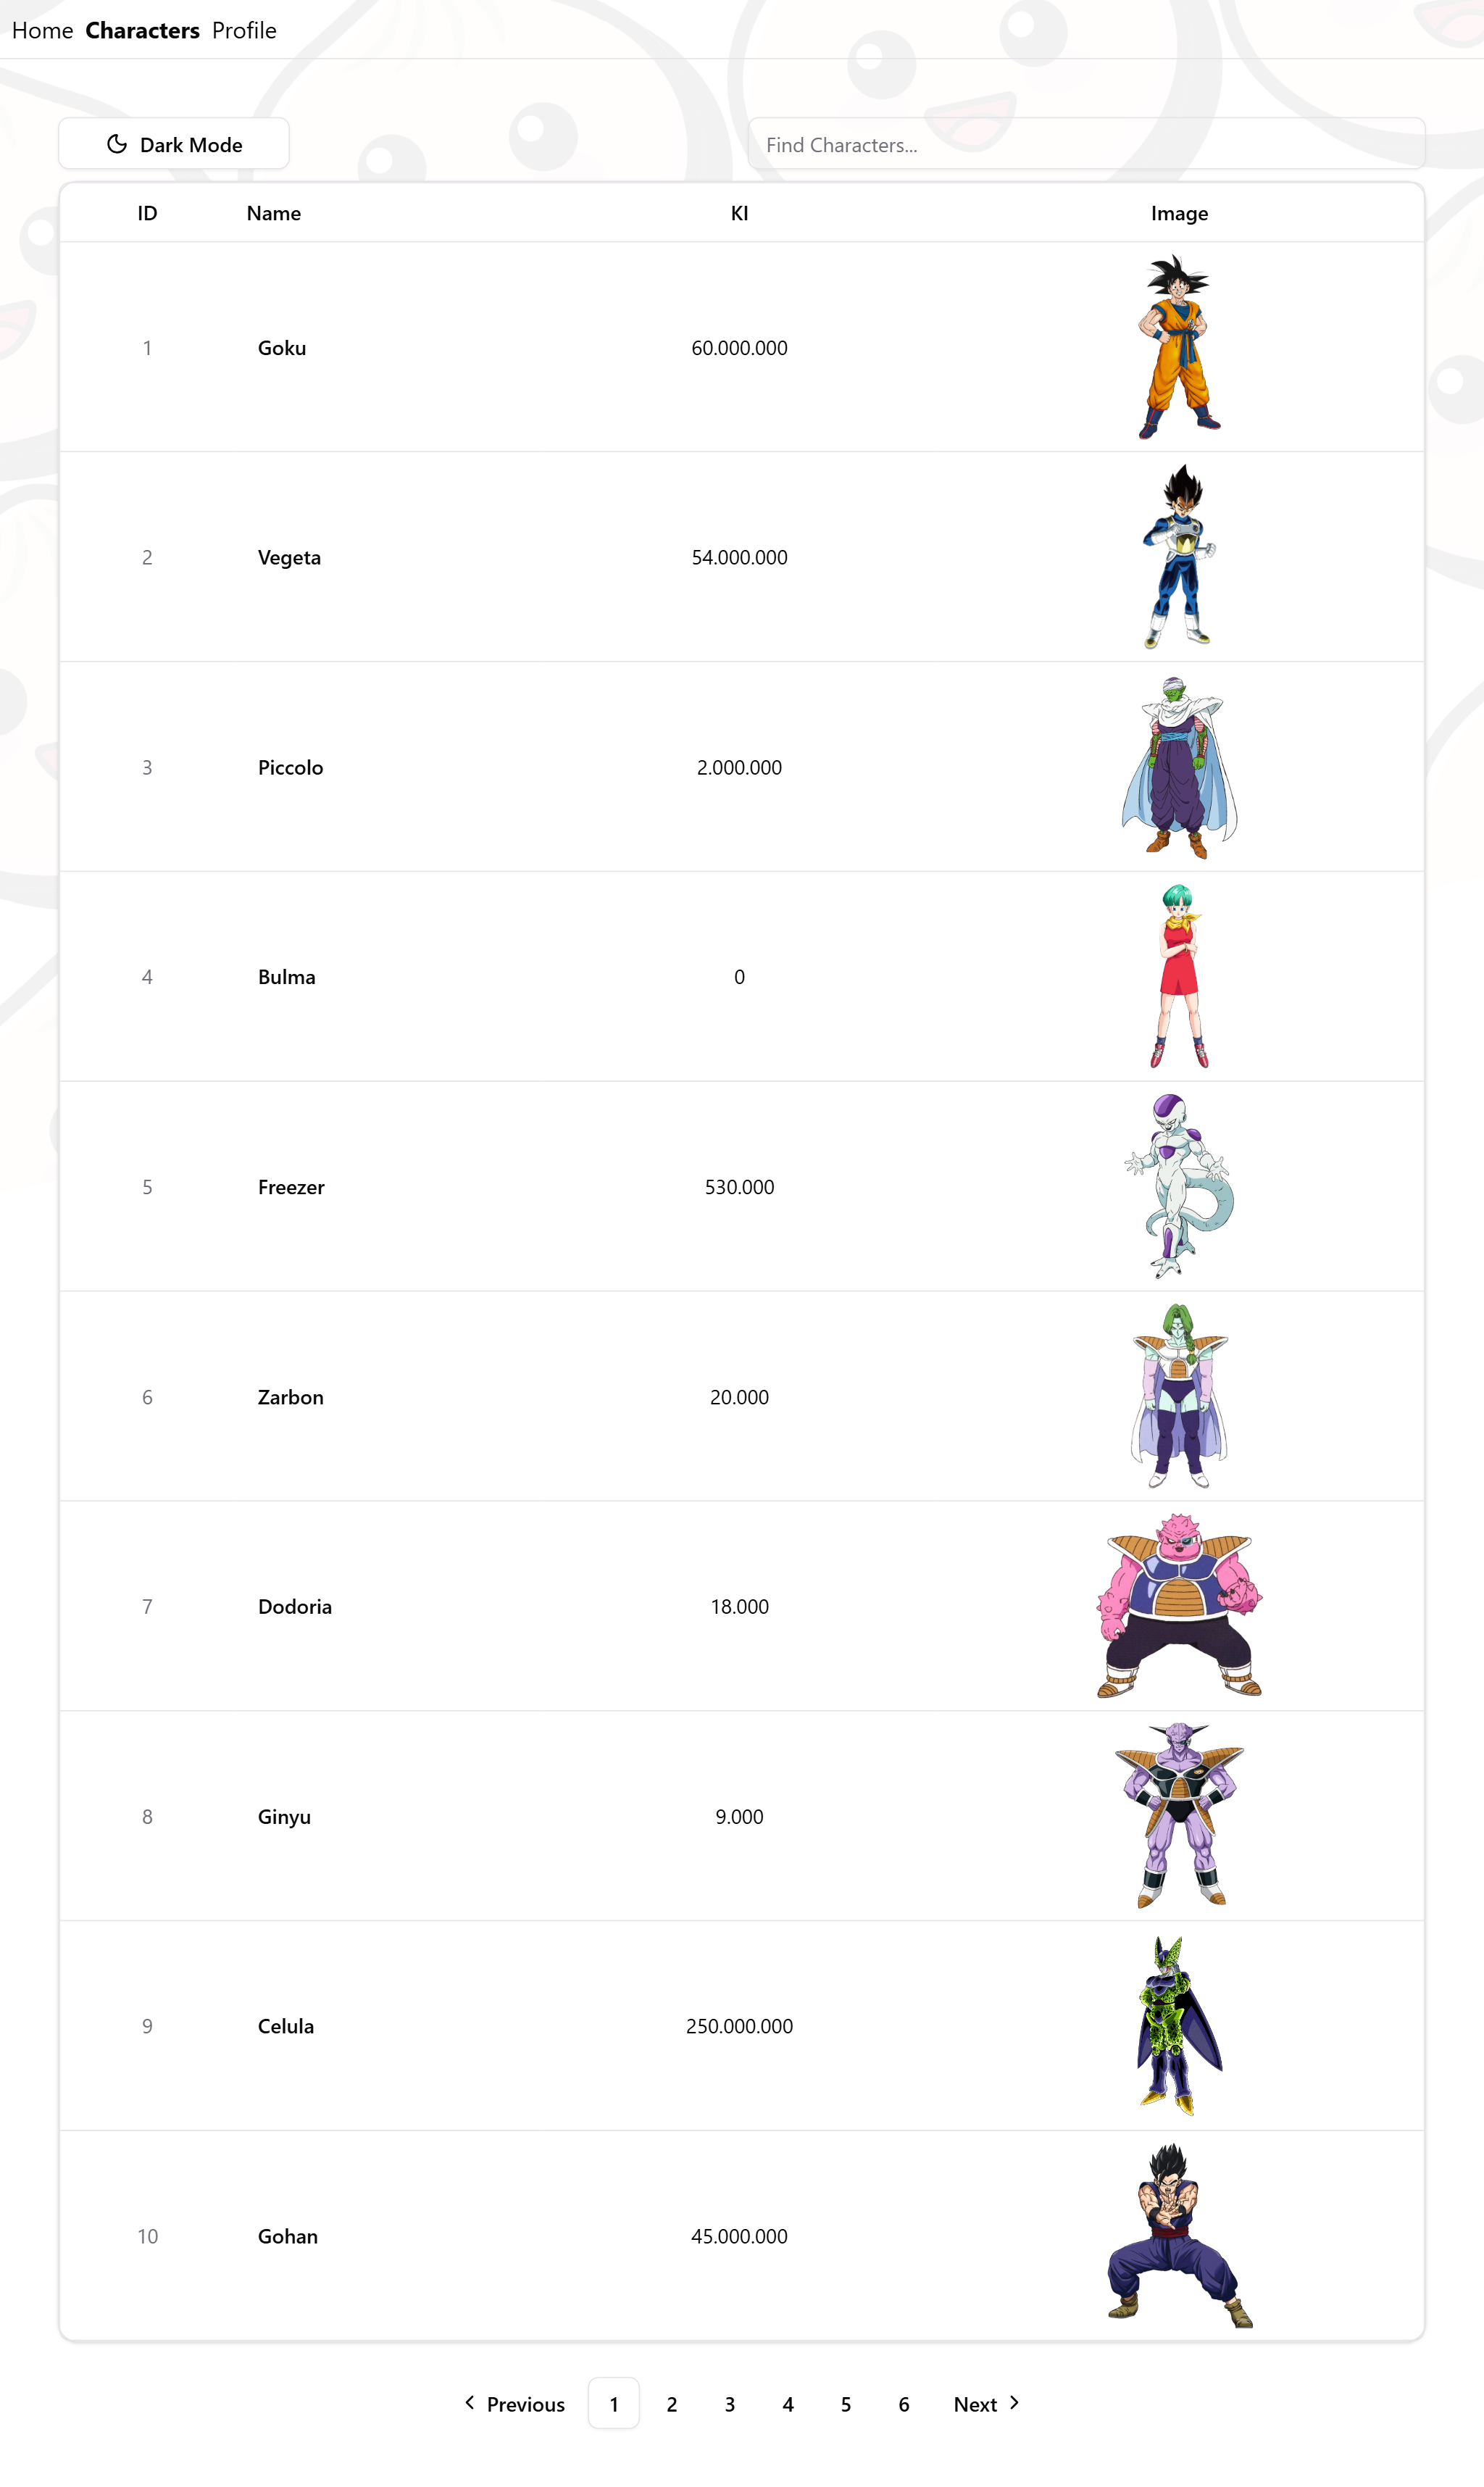 Home Characters Profile
Dark Mode
Find Characters...
ID Name KI Image
1 Goku 60.000.000
2 Vegeta 54.000.000
3 Piccolo 2.000.000
4 Bulma 0
5 Freezer 530.000
6 Zarbon 20.000
7 Dodoria 18.000
8 Ginyu 9.000
9 Celula 250.000.000
10 Gohan 45.000.000
Previous 1 2 3 4 5 6 Next